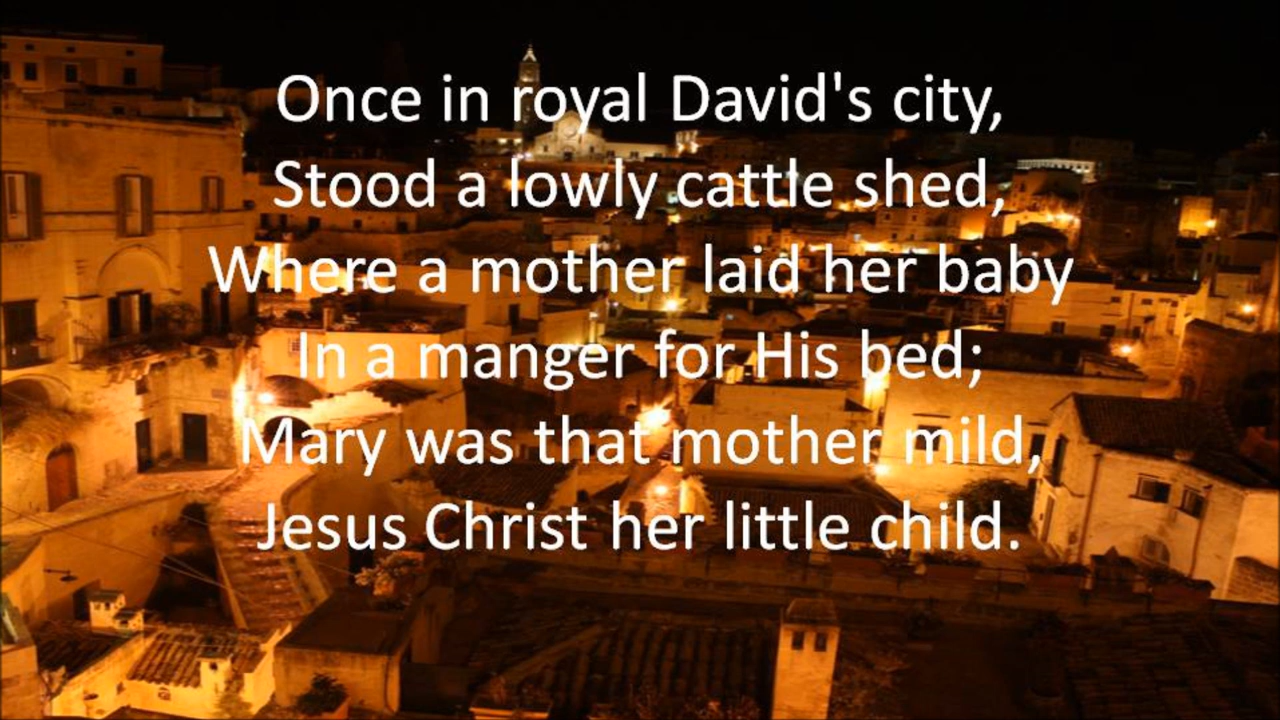 Once in royal David's city,
Stood a lowly cattle shed,
Where a mother laid her baby
In a manger for His bed;
Mary was that mother mild,
Jesus Christ her little child.